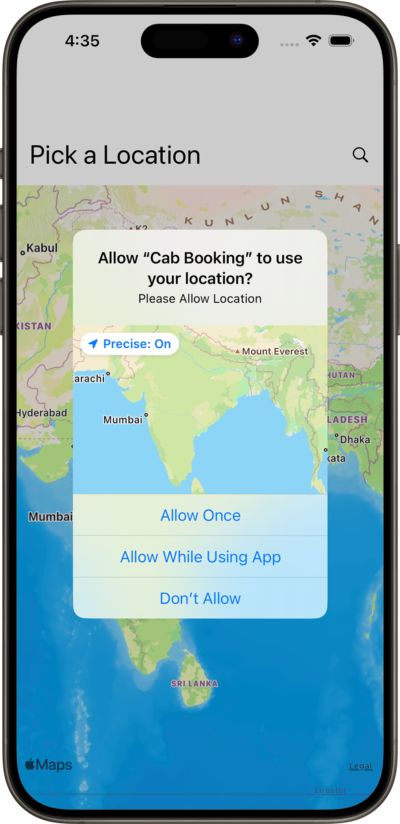 4:35
Pick a Location
KUNLUN SHAN
K2
Kabul
Allow “Cab Booking” to use
your location?
Please Allow Location
KISTAN
Precise: On
Mount Everest
arachi
HUTAN
Hyderabad
Mumbai
LADESH
Dhaka
kata
Mumbai
Allow Once
Allow While Using App
Don’t Allow
SRI LANKA
Maps
Legal
Equator